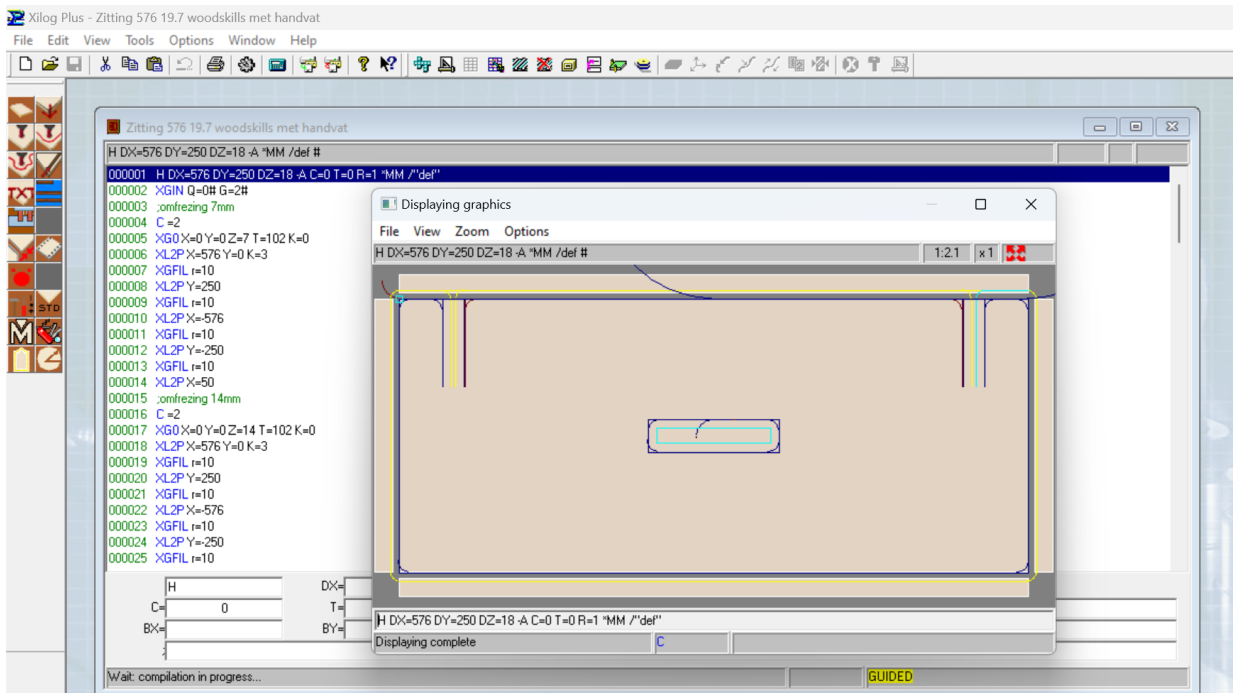 Xilog Plus - Zitting 576 19.7 woodskills met handvat
File Edit View Tools Options Window Help
TXT
STD
M
Zitting 576 19.7 woodskills met handvat
H DX=576 DY=250 DZ=18 -A *MM /def #
000001 H DX=576 DY=250 DZ=18 -A C=0 T=0 R=1 *MM /"def"
000002 XGIN Q=0# G=2#
000003 ;omfrezing 7mm
000004 C =2
000005 XG0 X=0 Y=0 Z=7 T=102 K=0
000006 XL2P X=576 Y=0 K=3
000007 XGFIL r=10
000008 XL2P Y=250
000009 XGFIL r=10
000010 XL2P X=-576
000011 XGFIL r=10
000012 XL2P Y=-250
000013 XGFIL r=10
000014 XL2P X=50
000015 ;omfrezing 14mm
000016 C =2
000017 XG0 X=0 Y=0 Z=14 T=102 K=0
000018 XL2P X=576 Y=0 K=3
000019 XGFIL r=10
000020 XL2P Y=250
000021 XGFIL r=10
000022 XL2P X=-576
000023 XGFIL r=10
000024 XL2P Y=-250
000025 XGFIL r=10
Displaying graphics
File View Zoom Options
H DX=576 DY=250 DZ=18 -A *MM /def # 1:2.1 x 1
H DX=576 DY=250 DZ=18 -A C=0 T=0 R=1 *MM /"def"
Displaying complete C
H DX=
C= 0 T=
BX= BY=
;
Wait: compilation in progress... GUIDED